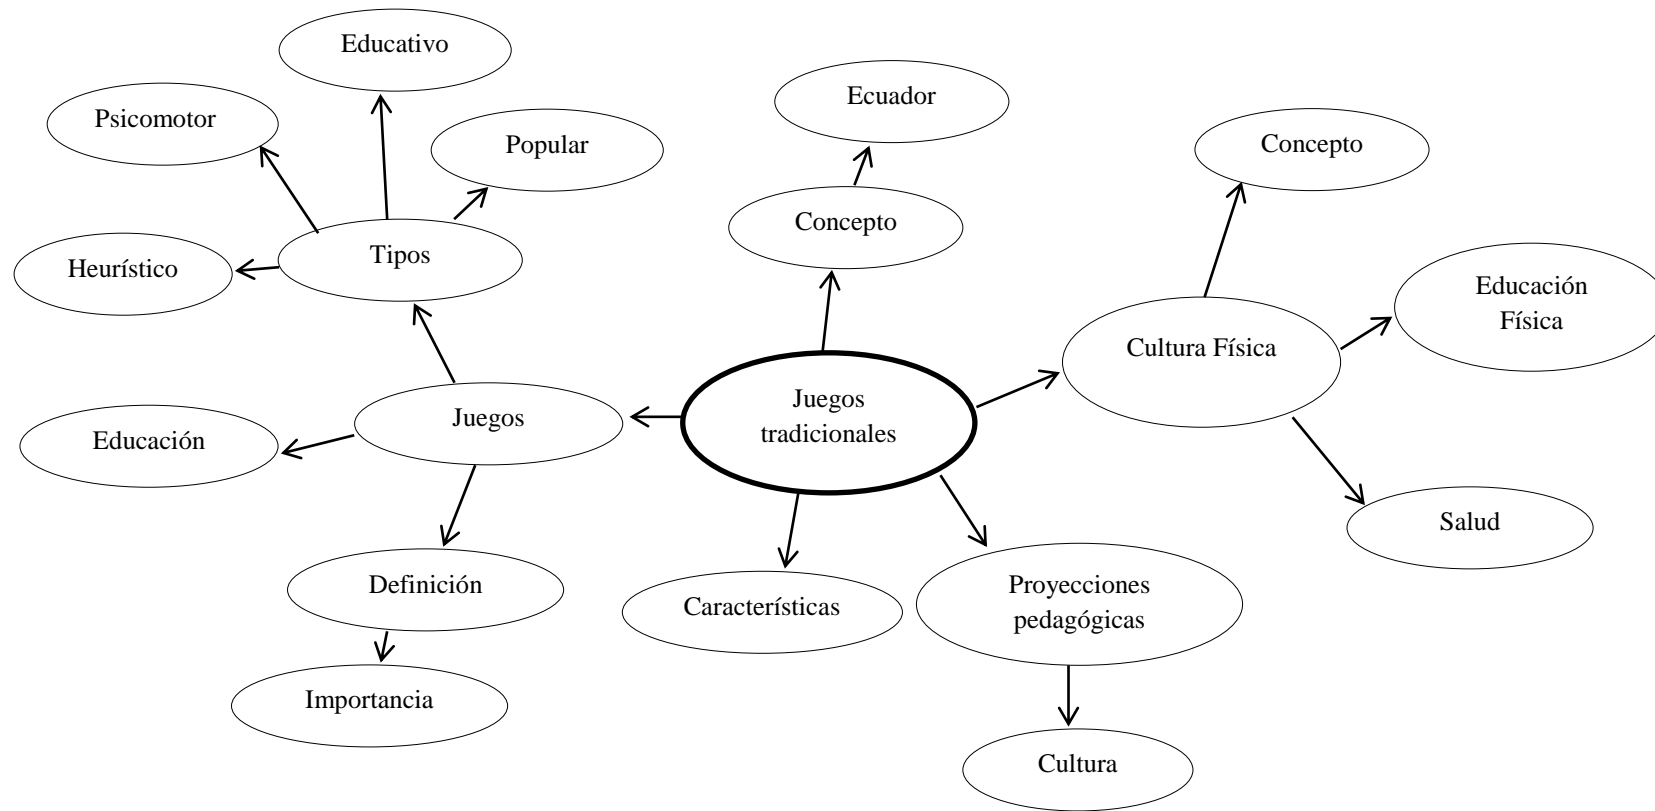 Educativo
Ecuador
Psicomotor
Popular
Concepto
Concepto
Heurístico
Tipos
Educación
Física
Cultura Física
Educación
Juegos
Juegos
tradicionales
Salud
Definición
Características
Proyecciones
pedagógicas
Importancia
Cultura